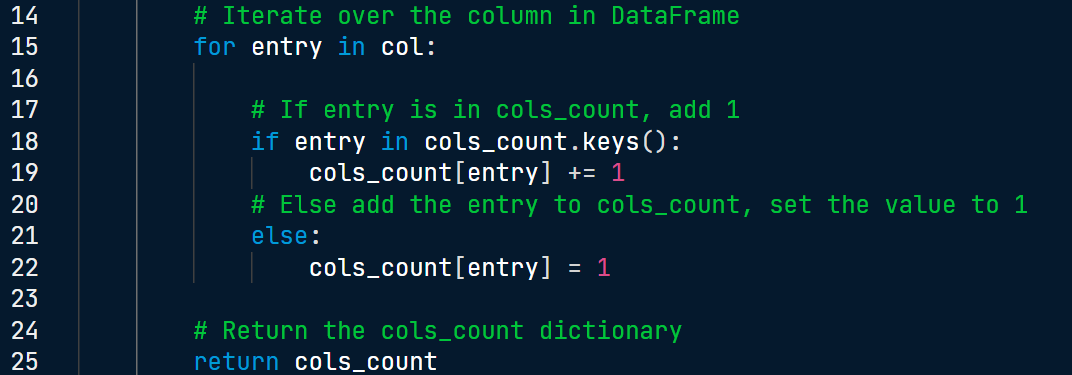 14 # Iterate over the column in DataFrame
15 for entry in col:
16
17 # If entry is in cols_count, add 1
18 if entry in cols_count.keys():
19 cols_count[entry] += 1
20 # Else add the entry to cols_count, set the value to 1
21 else:
22 cols_count[entry] = 1
23
24 # Return the cols_count dictionary
25 return cols_count